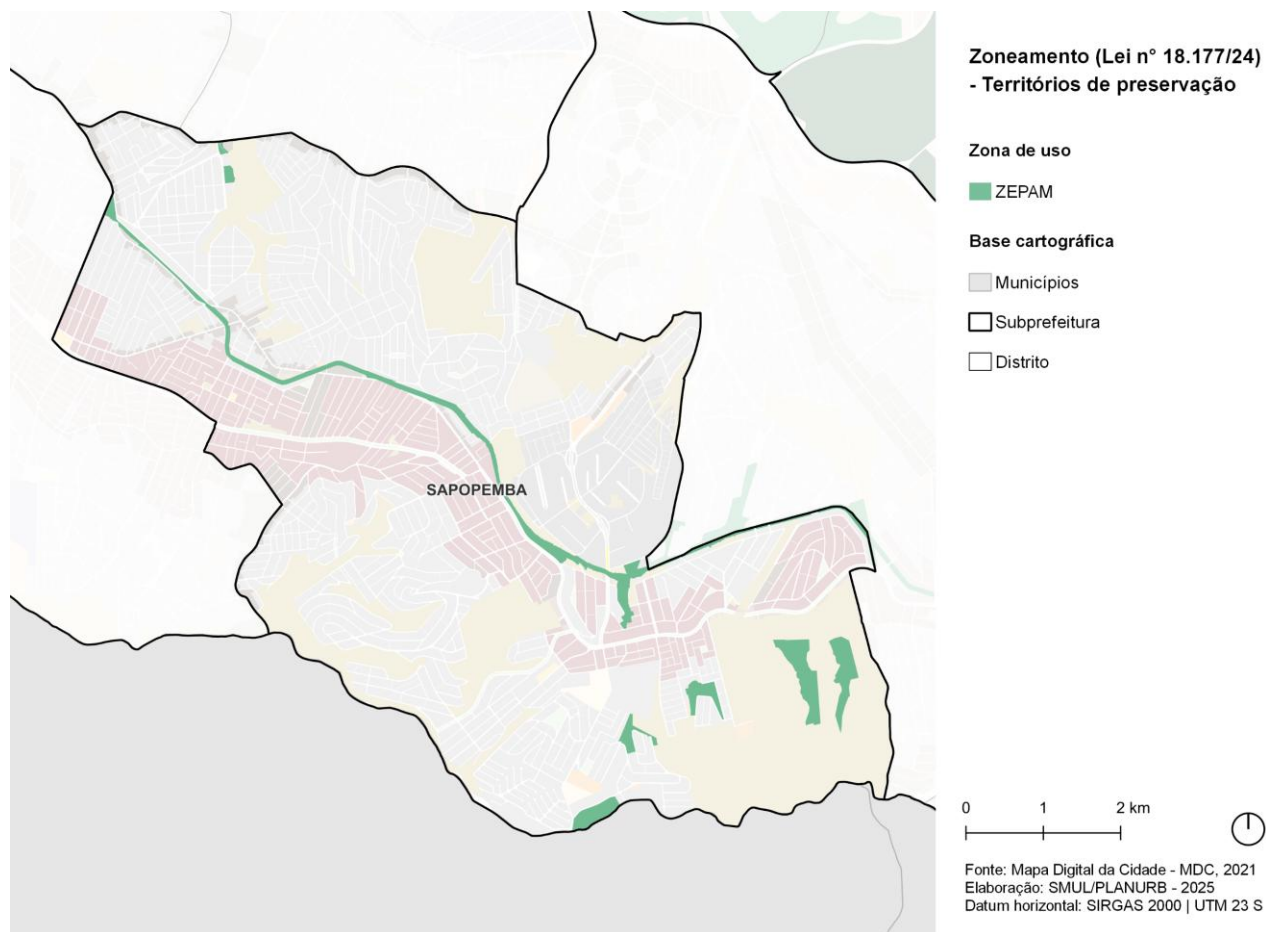 Zoneamento (Lei n° 18.177/24)
- Territórios de preservação
Zona de uso
ZEPAM
Base cartográfica
Municípios
Subprefeitura
Distrito
SAPOPEMBA
0 1 2 km
Fonte: Mapa Digital da Cidade - MDC, 2021
Elaboração: SMUL/PLANURB - 2025
Datum horizontal: SIRGAS 2000 | UTM 23 S